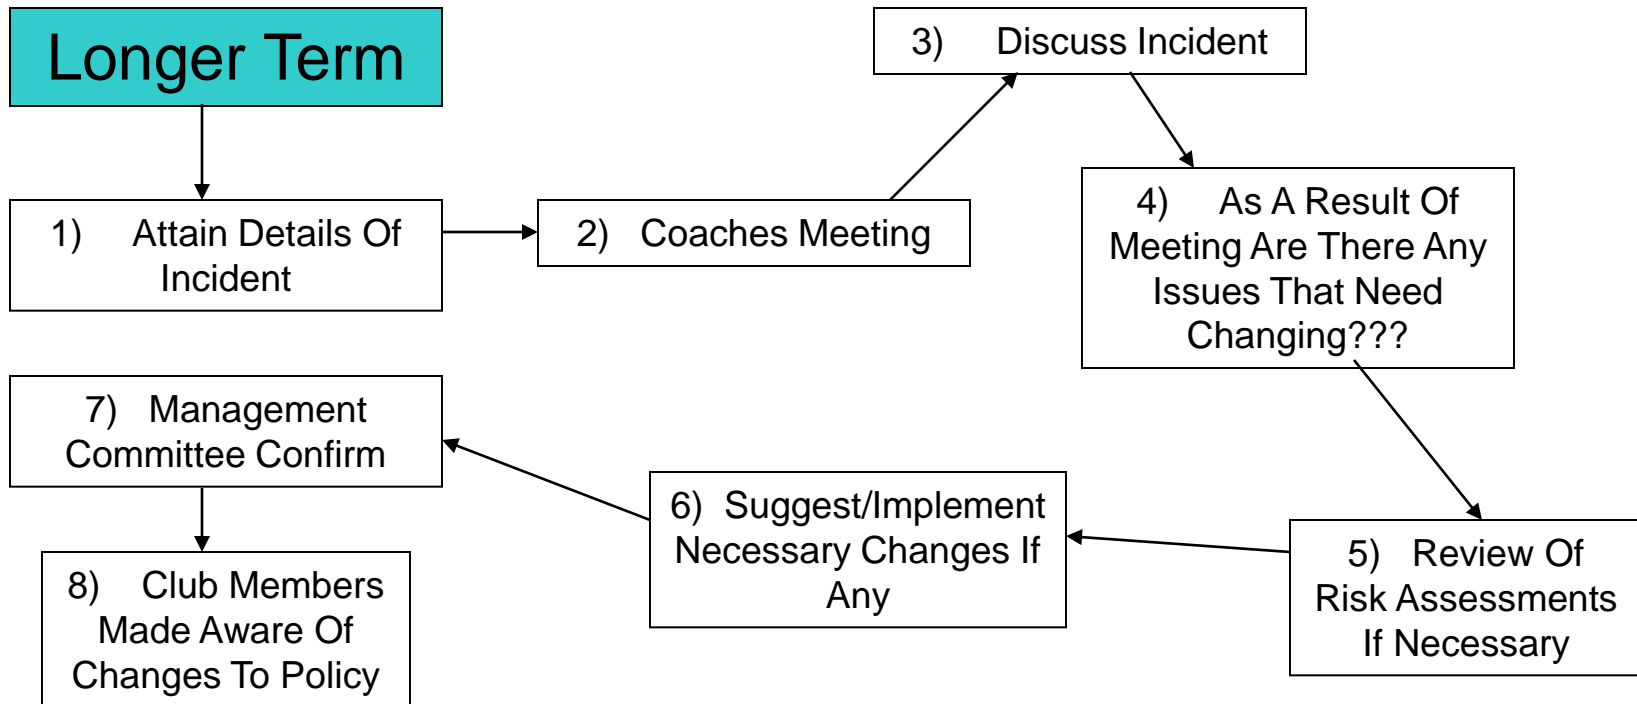 Longer Term
1) Attain Details Of
Incident
2) Coaches Meeting
3) Discuss Incident
4) As A Result Of
Meeting Are There Any
Issues That Need
Changing???
5) Review Of
Risk Assessments
If Necessary
6) Suggest/Implement
Necessary Changes If
Any
7) Management
Committee Confirm
8) Club Members
Made Aware Of
Changes To Policy